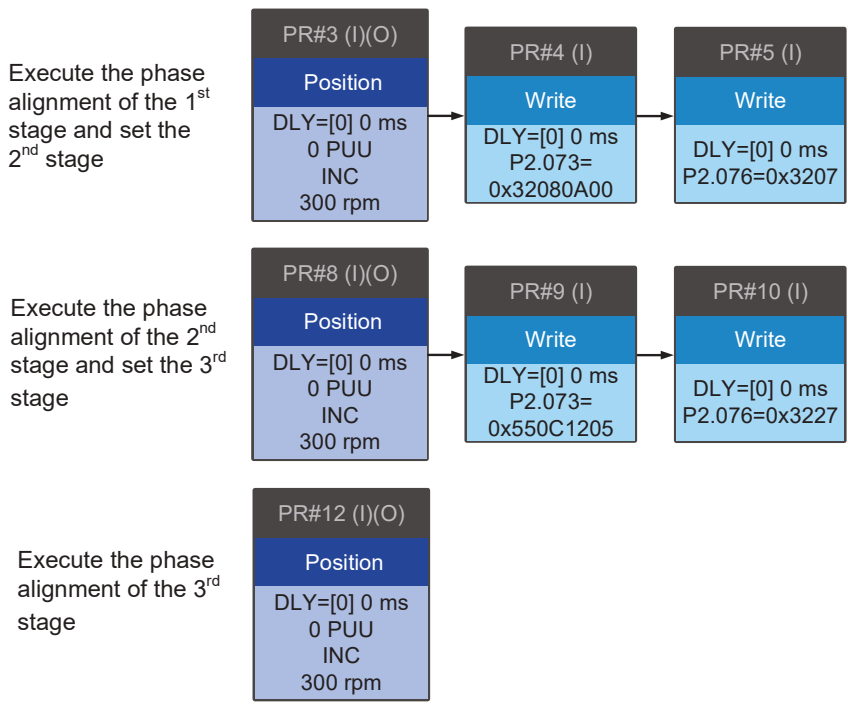 Execute the phase
alignment of the 1st
stage and set the
2nd stage
PR#3 (I)(O)
Position
DLY=[0] 0 ms
0 PUU
INC
300 rpm
PR#4 (I)
Write
DLY=[0] 0 ms
P2.073=
0x32080A00
PR#5 (I)
Write
DLY=[0] 0 ms
P2.076=0x3207
Execute the phase
alignment of the 2nd
stage and set the 3rd
stage
PR#8 (I)(O)
Position
DLY=[0] 0 ms
0 PUU
INC
300 rpm
PR#9 (I)
Write
DLY=[0] 0 ms
P2.073=
0x550C1205
PR#10 (I)
Write
DLY=[0] 0 ms
P2.076=0x3227
Execute the phase
alignment of the 3rd
stage
PR#12 (I)(O)
Position
DLY=[0] 0 ms
0 PUU
INC
300 rpm